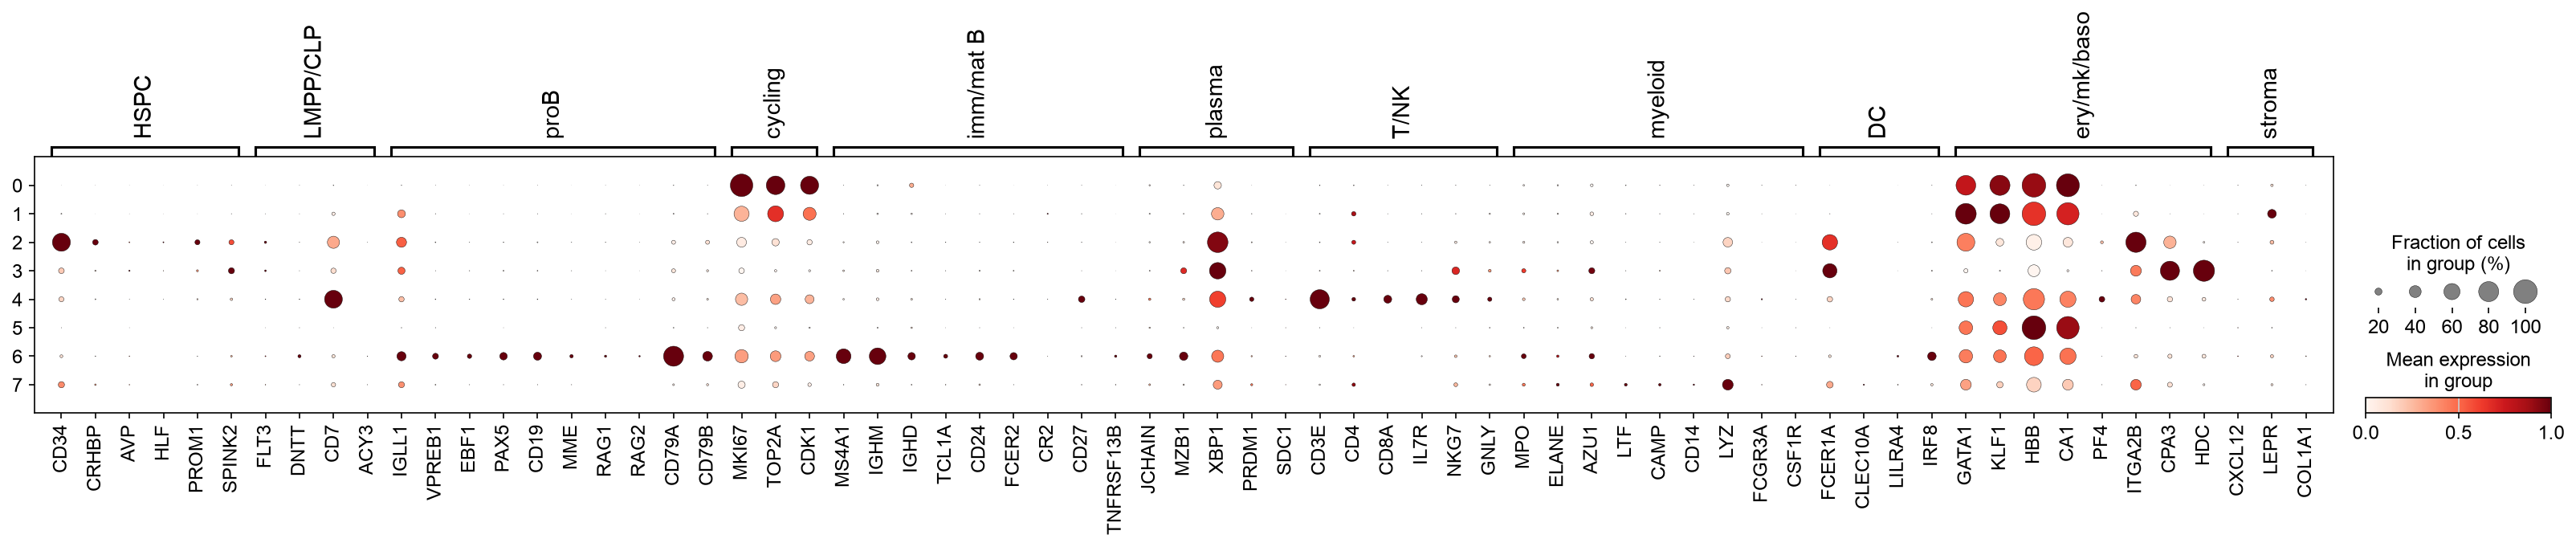 HSPC
LMPP/CLP
proB
cycling
imm/mat B
plasma
T/NK
myeloid
DC
ery/mk/baso
stroma
0
1
2
3
4
5
6
7
CD34
CRHBP
AVP
HLF
PROM1
SPINK2
FLT3
DNTT
CD7
ACY3
IGLL1
VPREB1
EBF1
PAX5
CD19
MME
RAG1
RAG2
CD79A
CD79B
MKI67
TOP2A
CDK1
MS4A1
IGHM
IGHD
TCL1A
CD24
FCER2
CR2
CD27
TNFRSF13B
JCHAIN
MZB1
XBP1
PRDM1
SDC1
CD3E
CD4
CD8A
IL7R
NKG7
GNLY
MPO
ELANE
AZU1
LTF
CAMP
CD14
LYZ
FCGR3A
CSF1R
FCER1A
CLEC10A
LILRA4
IRF8
GATA1
KLF1
HBB
CA1
PF4
ITGA2B
CPA3
HDC
CXCL12
LEPR
COL1A1
Fraction of cells
in group (%)
20 40 60 80 100
Mean expression
in group
0.0 0.5 1.0